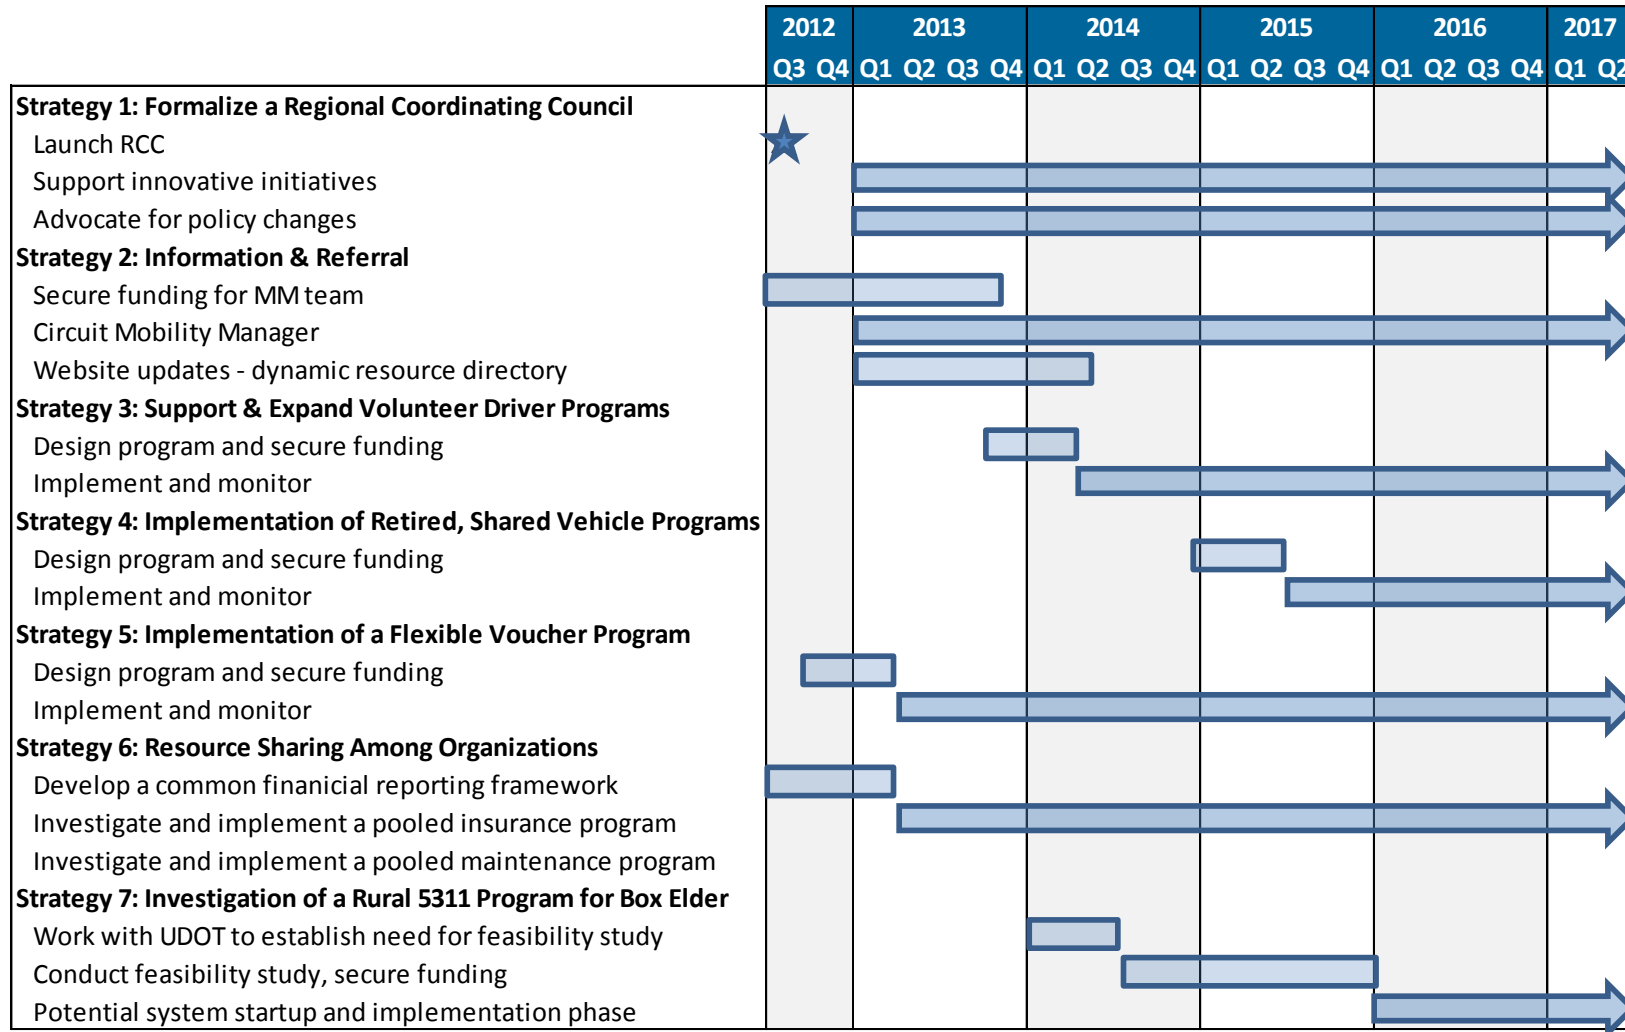 2012 2013 2014 2015 2016 2017
Q3 Q4 Q1 Q2 Q3 Q4 Q1 Q2 Q3 Q4 Q1 Q2 Q3 Q4 Q1 Q2 Q3 Q4 Q1 Q2
Strategy 1: Formalize a Regional Coordinating Council
Launch RCC
Support innovative initiatives
Advocate for policy changes
Strategy 2: Information & Referral
Secure funding for MM team
Circuit Mobility Manager
Website updates - dynamic resource directory
Strategy 3: Support & Expand Volunteer Driver Programs
Design program and secure funding
Implement and monitor
Strategy 4: Implementation of Retired, Shared Vehicle Programs
Design program and secure funding
Implement and monitor
Strategy 5: Implementation of a Flexible Voucher Program
Design program and secure funding
Implement and monitor
Strategy 6: Resource Sharing Among Organizations
Develop a common finanicial reporting framework
Investigate and implement a pooled insurance program
Investigate and implement a pooled maintenance program
Strategy 7: Investigation of a Rural 5311 Program for Box Elder
Work with UDOT to establish need for feasibility study
Conduct feasibility study, secure funding
Potential system startup and implementation phase